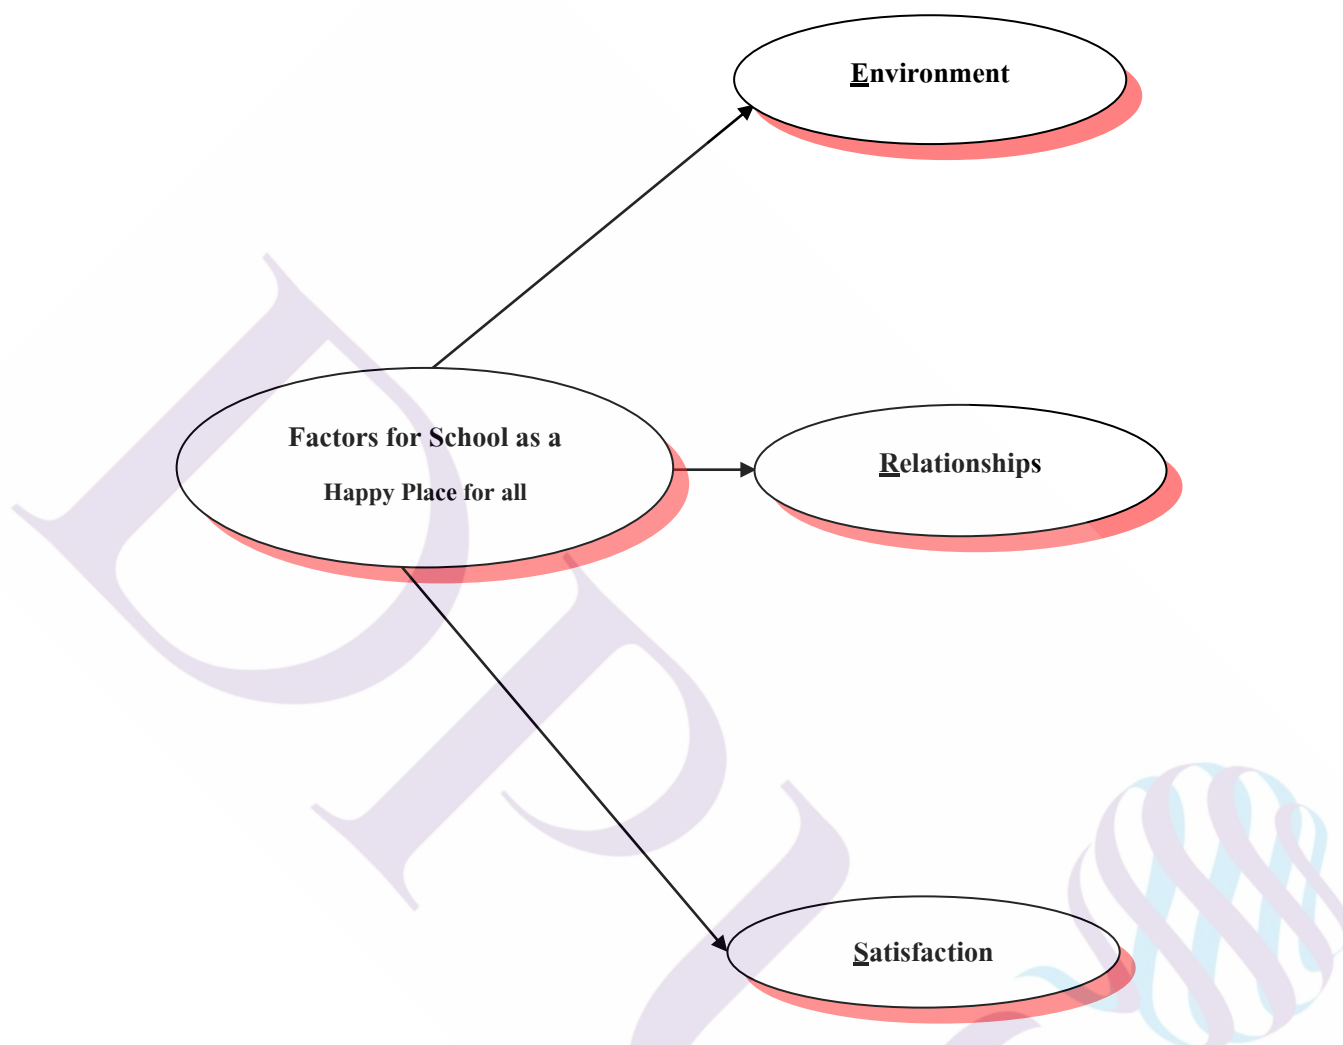 Environment
Factors for School as a
Happy Place for all
Relationships
Satisfaction